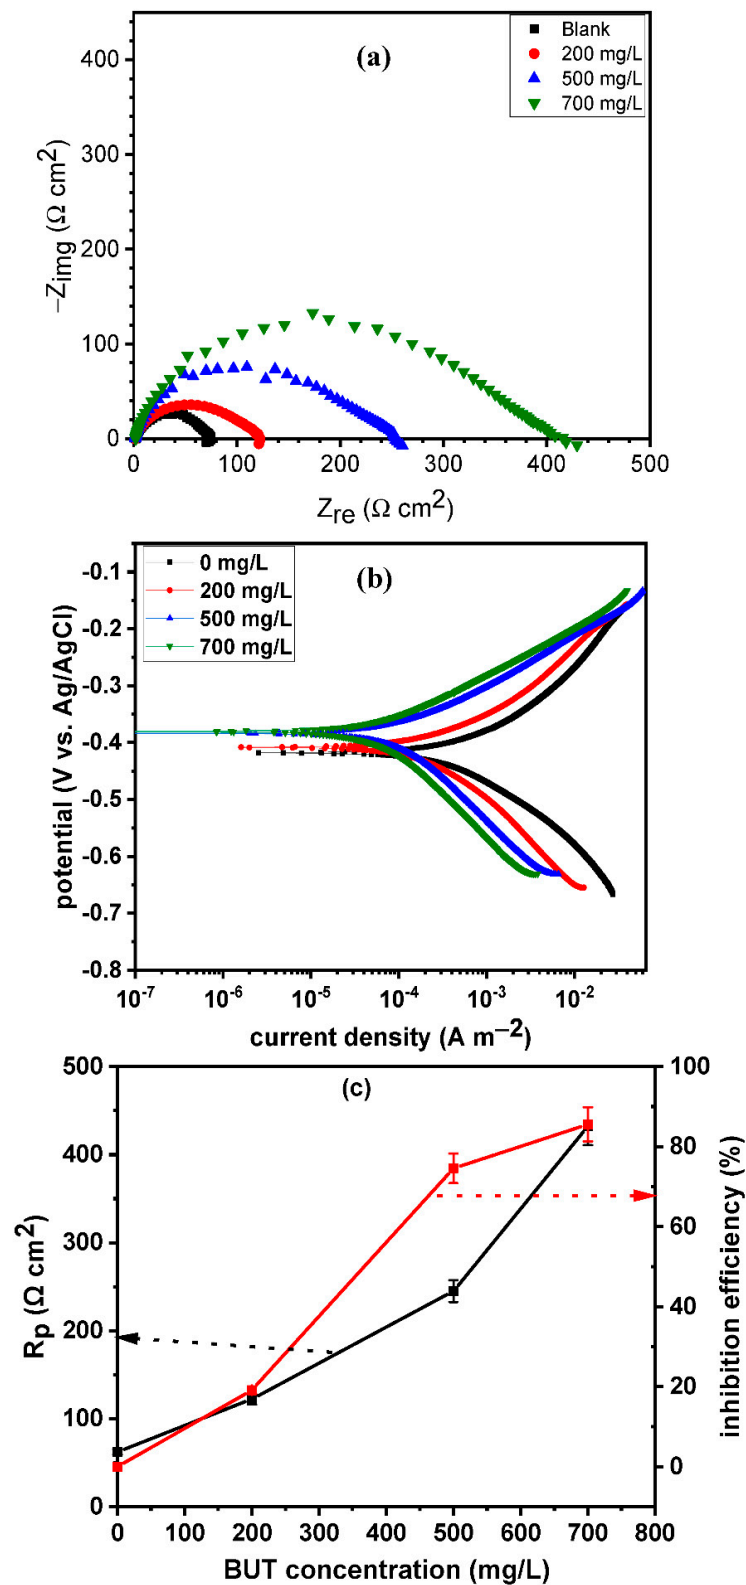 (a)
Blank
200 mg/L
500 mg/L
700 mg/L
400
300
200
100
0
−Zimg (Ω cm2)
0 100 200 300 400 500
Zre (Ω cm2)
(b)
0 mg/L
200 mg/L
500 mg/L
700 mg/L
-0.1
-0.2
-0.3
-0.4
-0.5
-0.6
-0.7
-0.8
potential (V vs. Ag/AgCl)
10-7 10-6 10-5 10-4 10-3 10-2
current density (A m−2)
(c)
500
400
300
200
100
0
Rp (Ω cm2)
100
80
60
40
20
0
inhibition efficiency (%)
0 100 200 300 400 500 600 700 800
BUT concentration (mg/L)